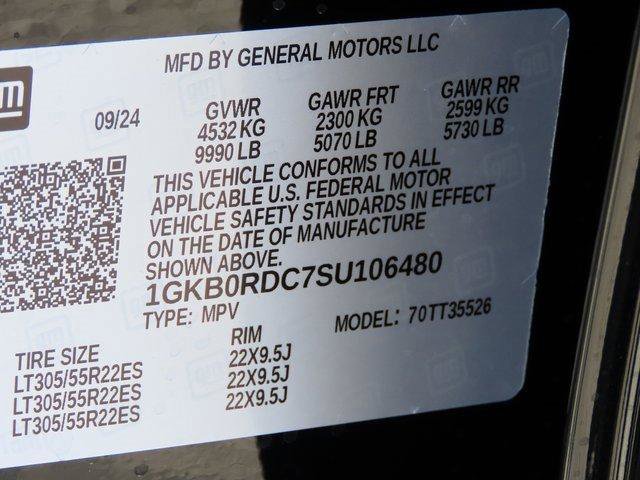 MFD BY GENERAL MOTORS LLC
gm
09/24 GVWR GAWR FRT GAWR RR
4532 KG 2300 KG 2599 KG
9990 LB 5070 LB 5730 LB
THIS VEHICLE CONFORMS TO ALL
APPLICABLE U.S. FEDERAL MOTOR
VEHICLE SAFETY STANDARDS IN EFFECT
ON THE DATE OF MANUFACTURE
SHOWN ABOVE.
1GKB0RDC7SU106480
TYPE: MPV MODEL: 70TT35526
TIRE SIZE RIM
LT305/55R22ES 22X9.5J
LT305/55R22ES 22X9.5J
LT305/55R22ES 22X9.5J